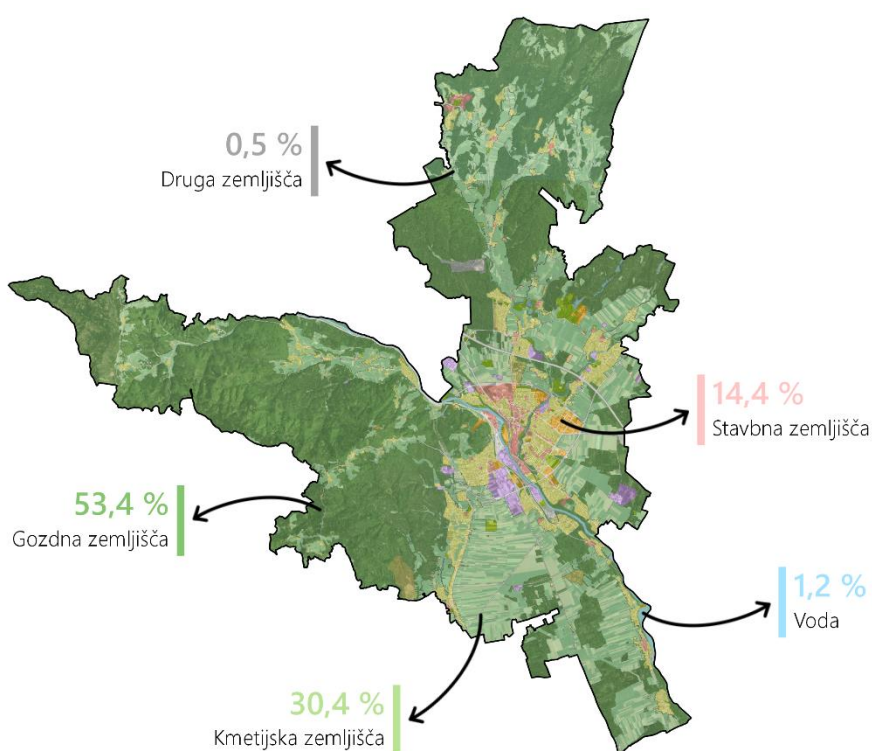 0,5 %
Druga zemljišča
14,4 %
Stavbna zemljišča
53,4 %
Gozdna zemljišča
1,2 %
Voda
30,4 %
Kmetijska zemljišča